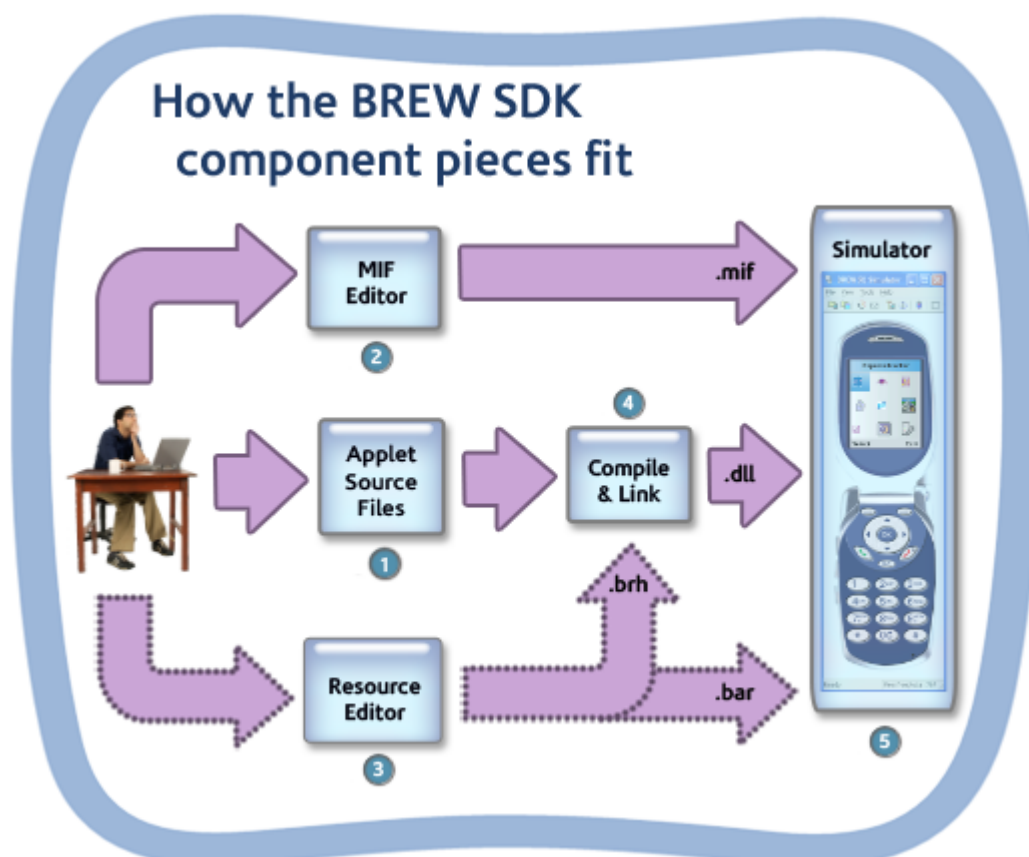 How the BREW SDK
component pieces fit
MIF
Editor
2
.mif
Simulator
Applet
Source
Files
1
4
Compile
& Link
.dll
.brh
Resource
Editor
3
.bar
5